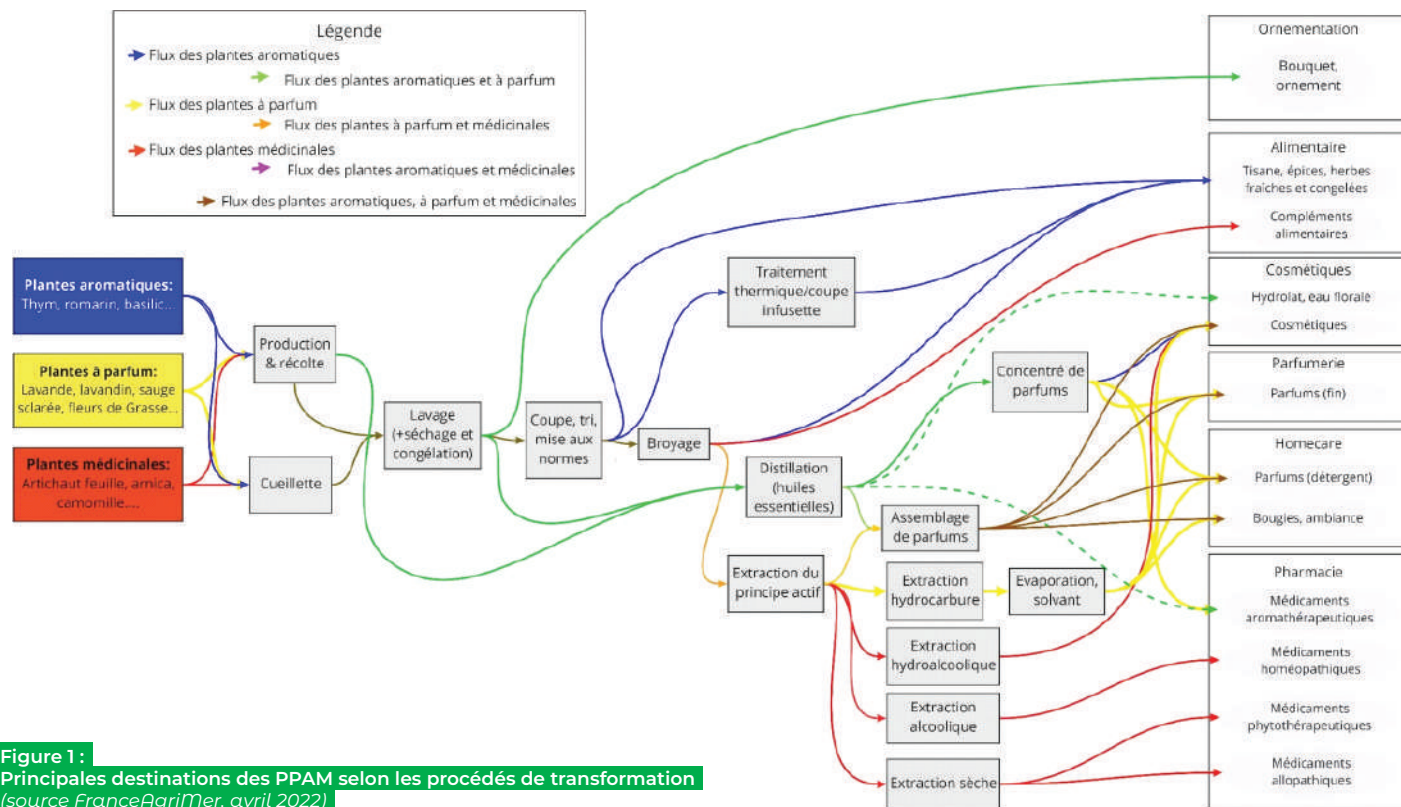 Légende
Flux des plantes aromatiques
Flux des plantes aromatiques et à parfum
Flux des plantes à parfum
Flux des plantes à parfum et médicinales
Flux des plantes médicinales
Flux des plantes aromatiques et médicinales
Flux des plantes aromatiques, à parfum et médicinales
Plantes aromatiques:
Thym, romarin, basilic...
Plantes à parfum:
Lavande, lavandin, sauge
sclarée, fleurs de Grasse...
Plantes médicinales:
Artichaut feuille, arnica,
camomille....
Production
& récolte
Cueillette
Lavage
(+séchage et
congélation)
Coupe, tri,
mise aux
normes
Broyage
Traitement
thermique/coupe
infusette
Distillation
(huiles
essentielles)
Extraction du
principe actif
Concentré de
parfums
Assemblage
de parfums
Extraction
hydrocarbure
Evaporation,
solvant
Extraction
hydroalcoolique
Extraction
alcoolique
Extraction sèche
Ornementation
Bouquet,
ornement
Alimentaire
Tisane, épices, herbes
fraîches et congelées
Compléments
alimentaires
Cosmétiques
Hydrolat, eau florale
Cosmétiques
Parfumerie
Parfums (fin)
Homecare
Parfums (détergent)
Bougies, ambiance
Pharmacie
Médicaments
aromathérapeutiques
Médicaments
homéopathiques
Médicaments
phytothérapeutiques
Médicaments
allopathiques
Figure 1 :
Principales destinations des PPAM selon les procédés de transformation
(source FranceAgriMer, avril 2022)